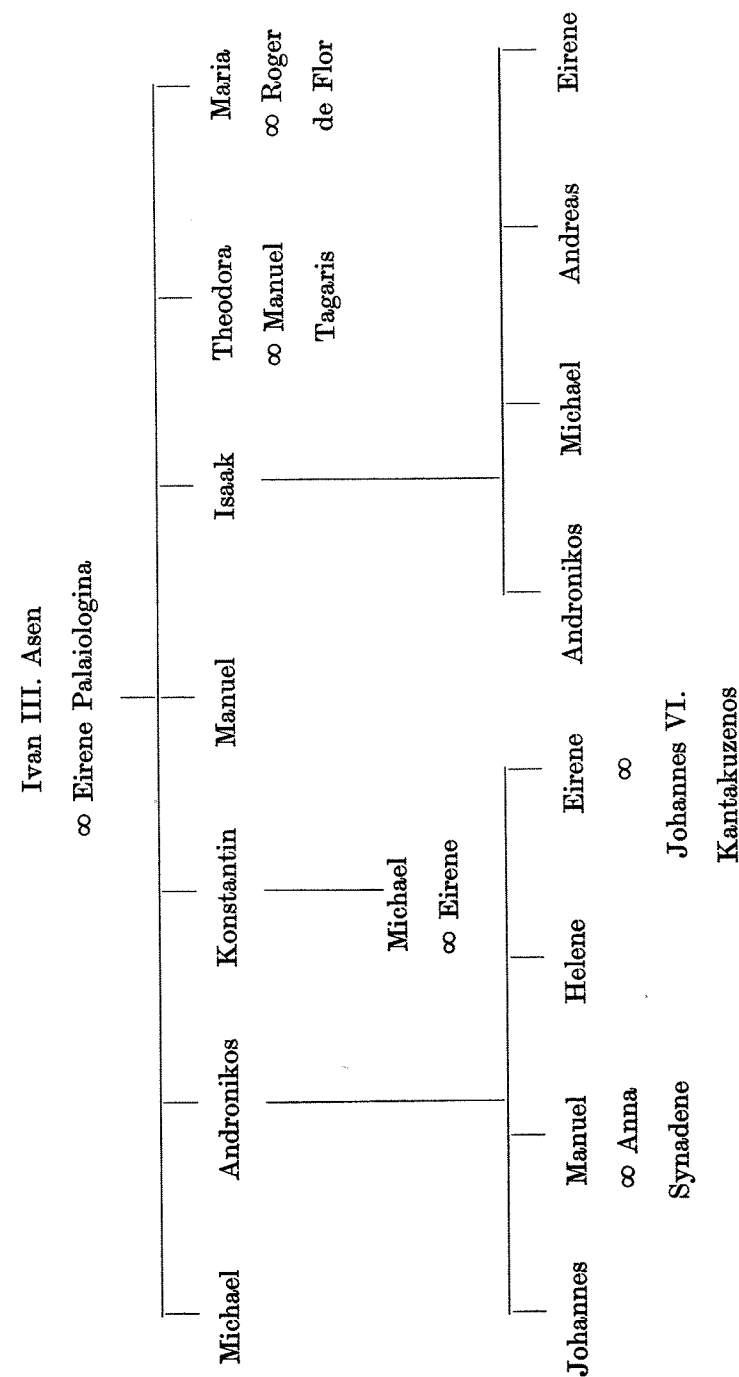 Ivan III. Asen
∞ Eirene Palaiologina
Michael Andronikos Konstantin Manuel Isaak Theodora Maria
∞ Manuel ∞ Roger
Tagaris de Flor
Michael
∞ Eirene
Johannes Manuel Helene Eirene Andronikos Michael Andreas Eirene
∞ Anna ∞
Synadene Johannes VI.
Kantakuzenos